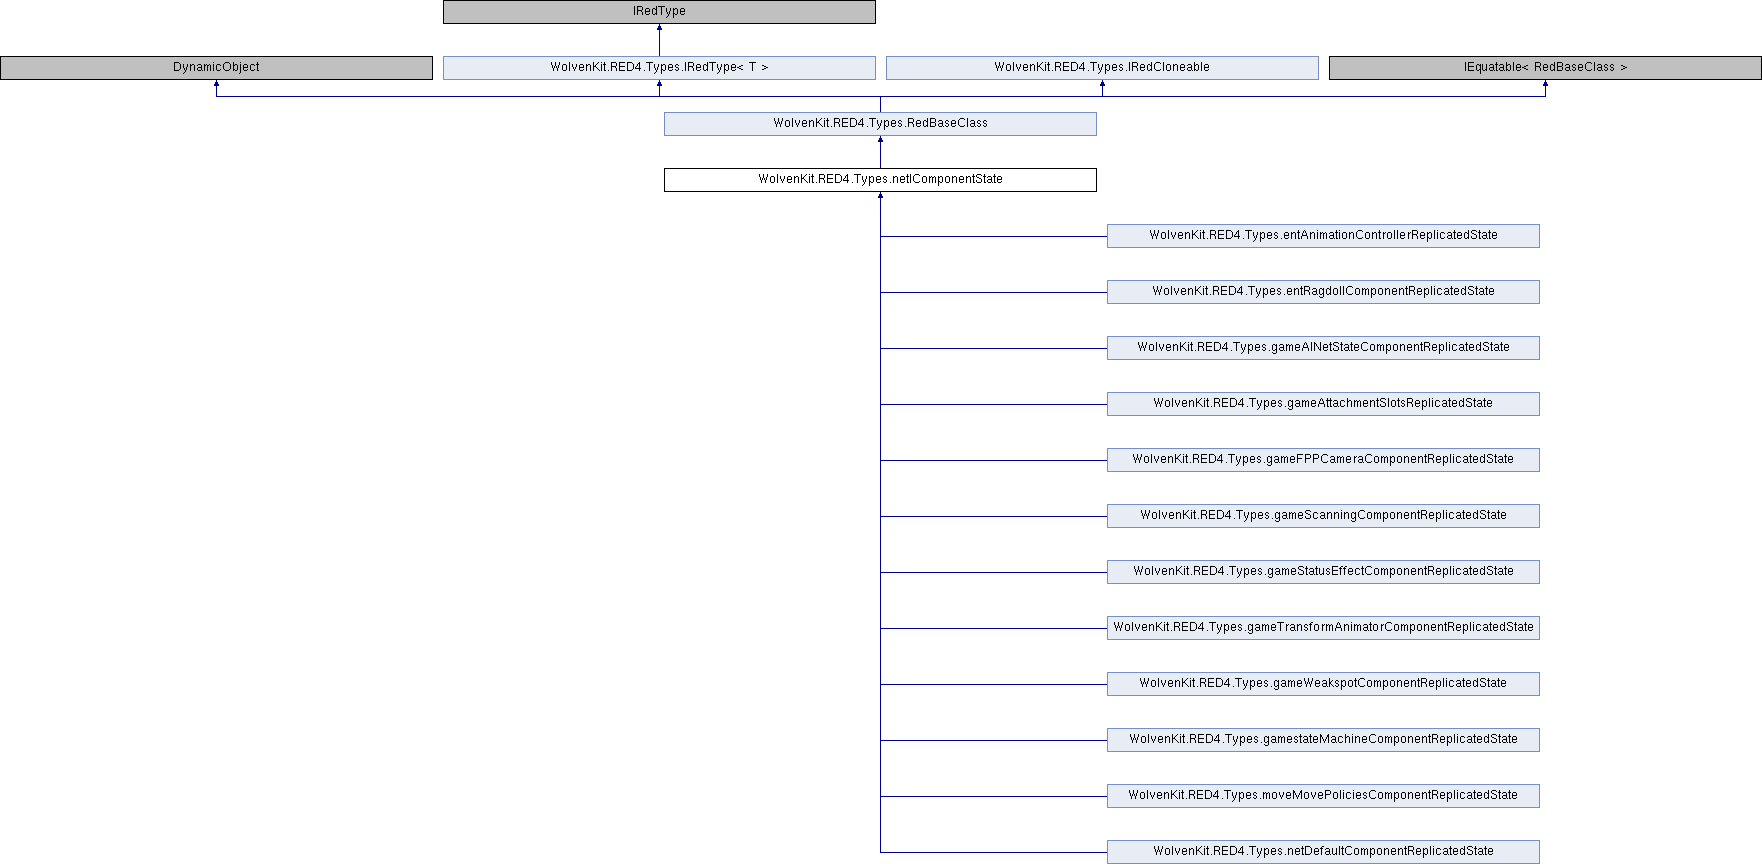 IRedType
DynamicObject
WolvenKit.RED4.Types.IRedType< T >
WolvenKit.RED4.Types.IRedCloneable
IEquatable< RedBaseClass >
WolvenKit.RED4.Types.RedBaseClass
WolvenKit.RED4.Types.netIComponentState
WolvenKit.RED4.Types.entAnimationControllerReplicatedState
WolvenKit.RED4.Types.entRagdollComponentReplicatedState
WolvenKit.RED4.Types.gameAINetStateComponentReplicatedState
WolvenKit.RED4.Types.gameAttachmentSlotsReplicatedState
WolvenKit.RED4.Types.gameFPPCameraComponentReplicatedState
WolvenKit.RED4.Types.gameScanningComponentReplicatedState
WolvenKit.RED4.Types.gameStatusEffectComponentReplicatedState
WolvenKit.RED4.Types.gameTransformAnimatorComponentReplicatedState
WolvenKit.RED4.Types.gameWeakspotComponentReplicatedState
WolvenKit.RED4.Types.gamestateMachineComponentReplicatedState
WolvenKit.RED4.Types.moveMovePoliciesComponentReplicatedState
WolvenKit.RED4.Types.netDefaultComponentReplicatedState